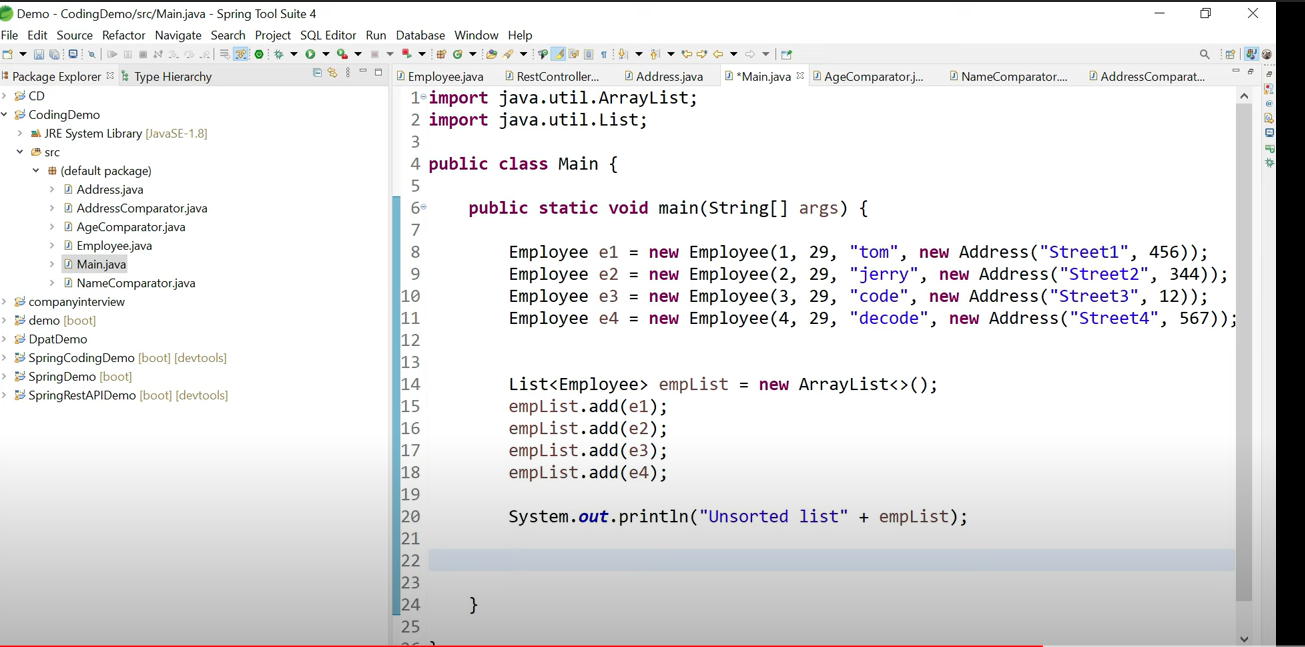 Demo - CodingDemo/src/Main.java - Spring Tool Suite 4
File Edit Source Refactor Navigate Search Project SQL Editor Run Database Window Help
Package Explorer Type Hierarchy
CD
CodingDemo
JRE System Library [JavaSE-1.8]
src
(default package)
Address.java
AddressComparator.java
AgeComparator.java
Employee.java
Main.java
NameComparator.java
companyinterview
demo [boot]
DpatDemo
SpringCodingDemo [boot] [devtools]
SpringDemo [boot]
SpringRestAPIDemo [boot] [devtools]
Employee.java RestController... Address.java *Main.java AgeComparator.j... NameComparator.... AddressComparat...
1 import java.util.ArrayList;
2 import java.util.List;
3
4 public class Main {
5
6 public static void main(String[] args) {
7
8 Employee e1 = new Employee(1, 29, "tom", new Address("Street1", 456));
9 Employee e2 = new Employee(2, 29, "jerry", new Address("Street2", 344));
10 Employee e3 = new Employee(3, 29, "code", new Address("Street3", 12));
11 Employee e4 = new Employee(4, 29, "decode", new Address("Street4", 567));
12
13
14 List<Employee> empList = new ArrayList<>();
15 empList.add(e1);
16 empList.add(e2);
17 empList.add(e3);
18 empList.add(e4);
19
20 System.out.println("Unsorted list" + empList);
21
22
23
24 }
25